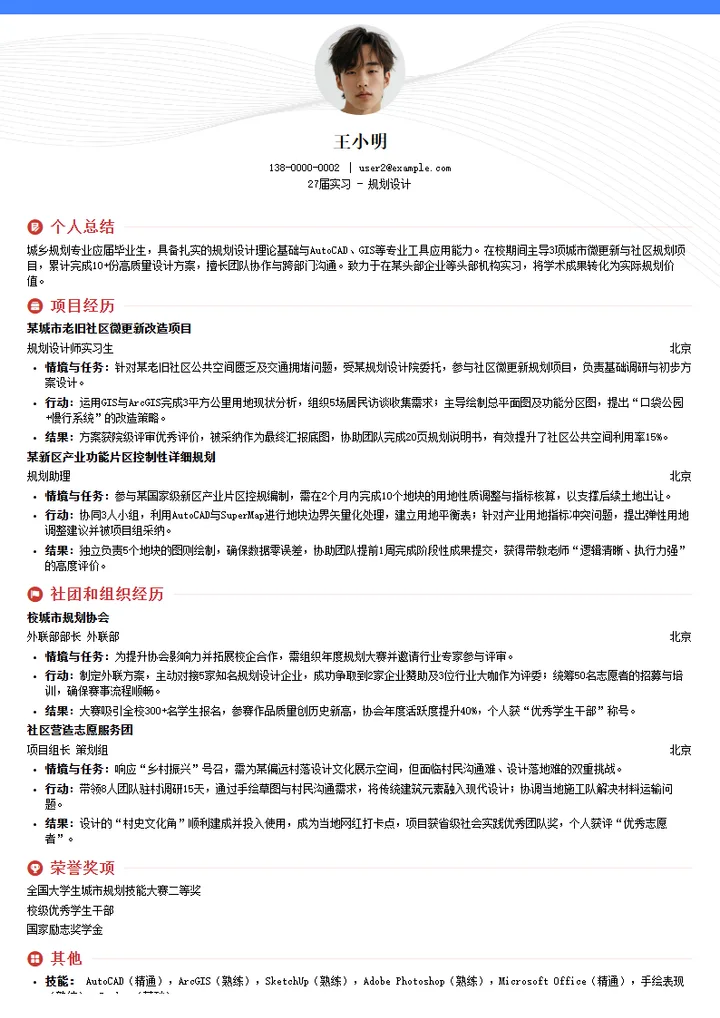 王小明
138-0000-0002 | user2@example.com
27届实习 - 规划设计
个人总结
城乡规划专业应届毕业生，具备扎实的规划设计理论基础与AutoCAD、GIS等专业工具应用能力。在校期间主导3项城市微更新与社区规划项
目，累计完成10+份高质量设计方案，擅长团队协作与跨部门沟通。致力于在某头部企业等头部机构实习，将学术成果转化为实际规划价
值。
项目经历
某城市老旧社区微更新改造项目
规划设计师实习生 北京
• 情境与任务：针对某老旧社区公共空间匮乏及交通拥堵问题，受某规划设计院委托，参与社区微更新规划项目，负责基础调研与初步方
案设计。
• 行动：运用GIS与ArcGIS完成3平方公里用地现状分析，组织5场居民访谈收集需求；主导绘制总平面图及功能分区图，提出“口袋公园
+慢行系统”的改造策略。
• 结果：方案获院级评审优秀评价，被采纳作为最终汇报底图，协助团队完成20页规划说明书，有效提升了社区公共空间利用率15%。
某新区产业功能片区控制性详细规划
规划助理 北京
• 情境与任务：参与某国家级新区产业片区控规编制，需在2个月内完成10个地块的用地性质调整与指标核算，以支撑后续土地出让。
• 行动：协同3人小组，利用AutoCAD与SuperMap进行地块边界矢量化处理，建立用地平衡表；针对产业用地指标冲突问题，提出弹性用地
调整建议并被项目组采纳。
• 结果：独立负责5个地块的图则绘制，确保数据零误差，协助团队提前1周完成阶段性成果提交，获得带教老师“逻辑清晰、执行力强”
的高度评价。
社团和组织经历
校城市规划协会
外联部部长 外联部 北京
• 情境与任务：为提升协会影响力并拓展校企合作，需组织年度规划大赛并邀请行业专家参与评审。
• 行动：制定外联方案，主动对接5家知名规划设计企业，成功争取到2家企业赞助及3位行业大咖作为评委；统筹50名志愿者的招募与培
训，确保赛事流程顺畅。
• 结果：大赛吸引全校300+名学生报名，参赛作品质量创历史新高，协会年度活跃度提升40%，个人获“优秀学生干部”称号。
社区营造志愿服务团
项目组长 策划组 北京
• 情境与任务：响应“乡村振兴”号召，需为某偏远村落设计文化展示空间，但面临村民沟通难、设计落地难的双重挑战。
• 行动：带领8人团队驻村调研15天，通过手绘草图与村民沟通需求，将传统建筑元素融入现代设计；协调当地施工队解决材料运输问
题。
• 结果：设计的“村史文化角”顺利建成并投入使用，成为当地网红打卡点，项目获省级社会实践优秀团队奖，个人获评“优秀志愿
者”。
荣誉奖项
全国大学生城市规划技能大赛二等奖
校级优秀学生干部
国家励志奖学金
其他
• 技能： AutoCAD（精通），ArcGIS（熟练），SketchUp（熟练），Adobe Photoshop（熟练），Microsoft Office（精通），手绘表现